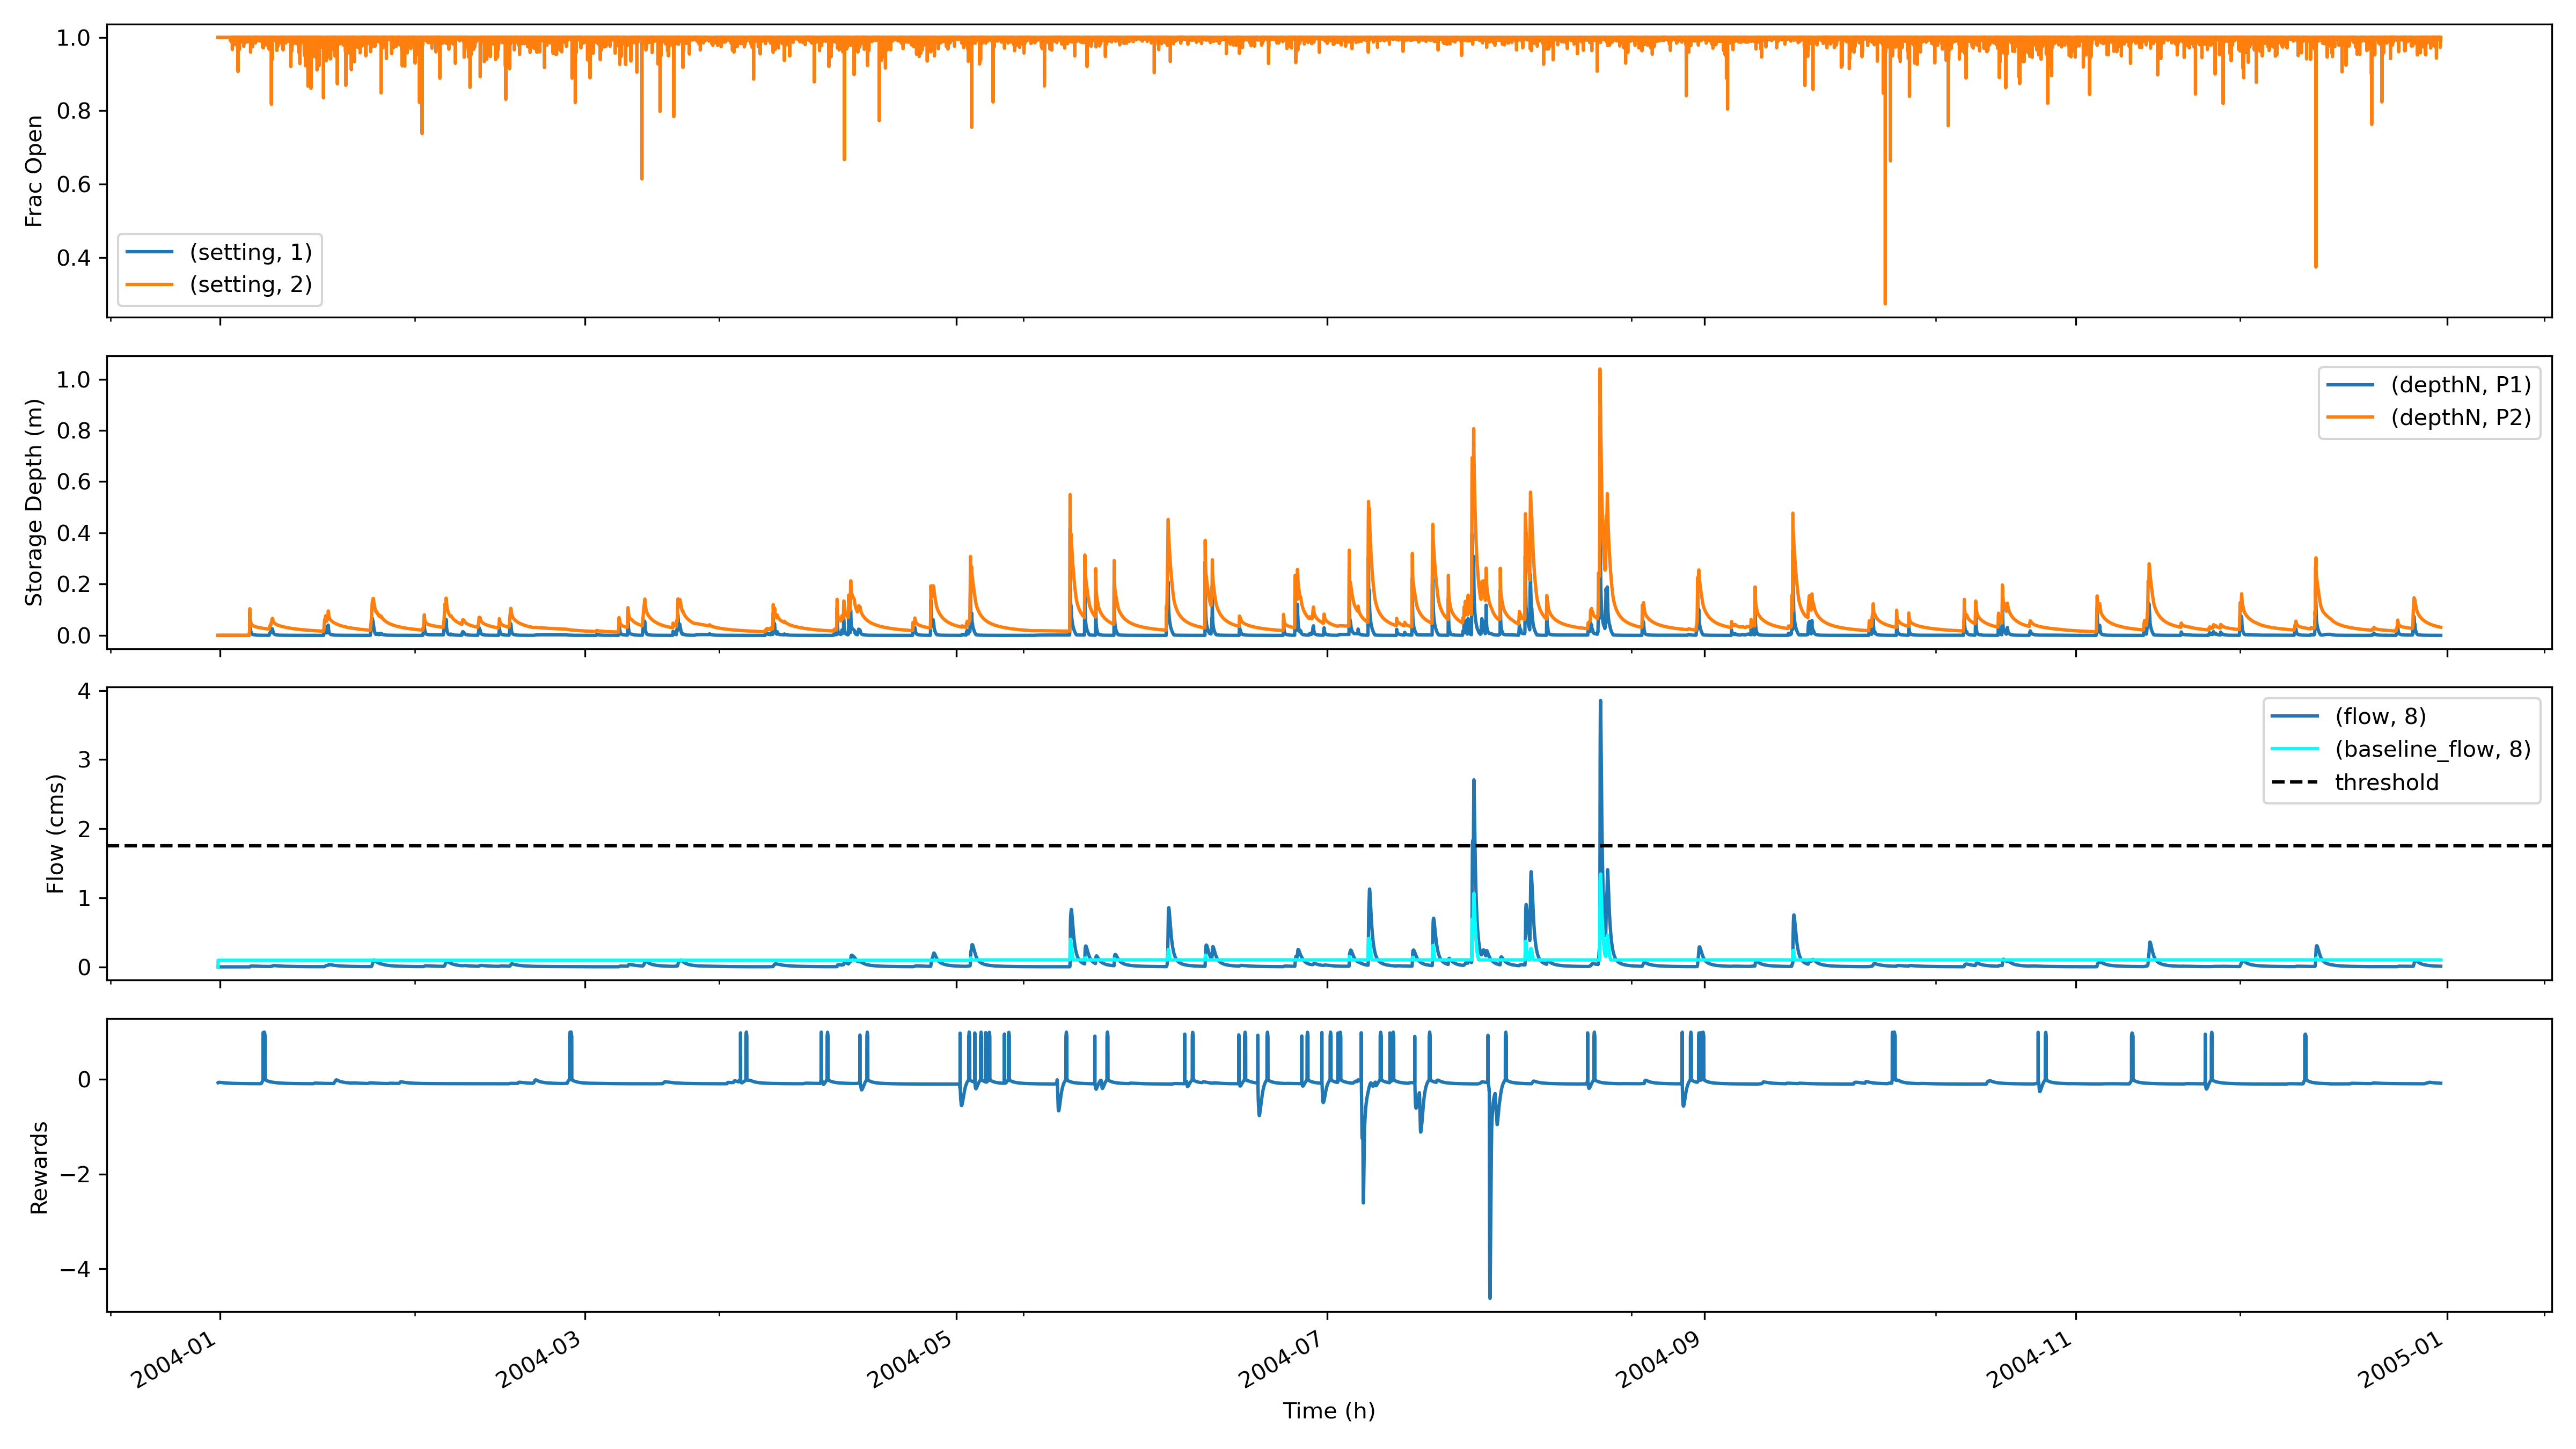 1.0
0.8
0.6
0.4
Frac Open
(setting, 1)
(setting, 2)
1.0
0.8
0.6
0.4
0.2
0.0
Storage Depth (m)
(depthN, P1)
(depthN, P2)
4
3
2
1
0
Flow (cms)
(flow, 8)
(baseline_flow, 8)
threshold
0
−2
−4
Rewards
2004-01
2004-03
2004-05
2004-07
2004-09
2004-11
2005-01
Time (h)